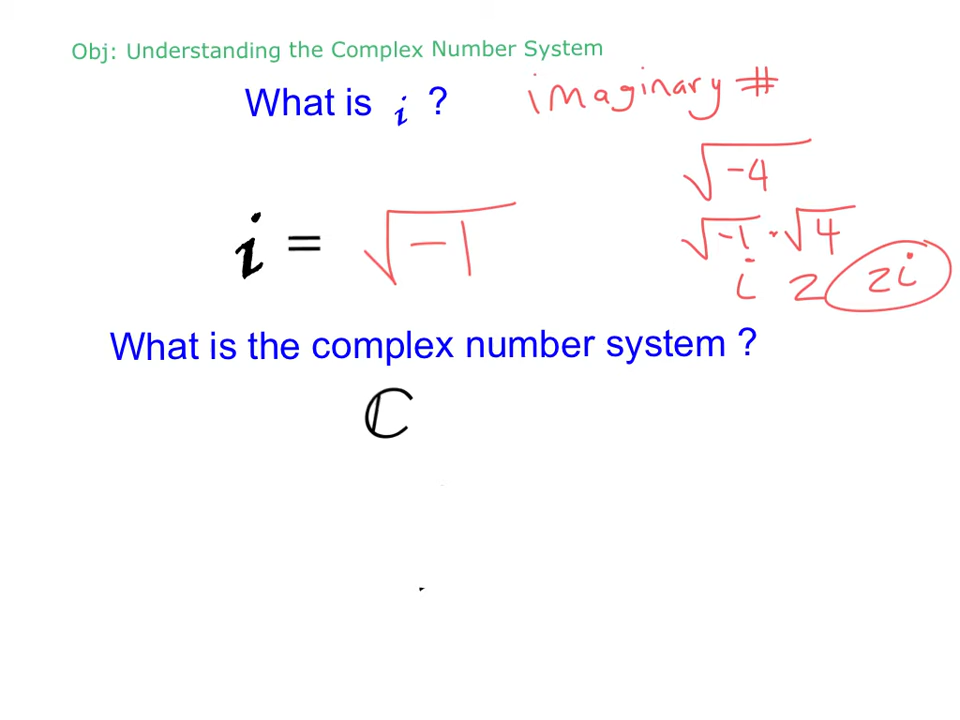 Obj: Understanding the Complex Number System
What is i ?
imaginary #
√-4
√-1 · √4
i 2 2i
i = √-1
What is the complex number system ?
ℂ